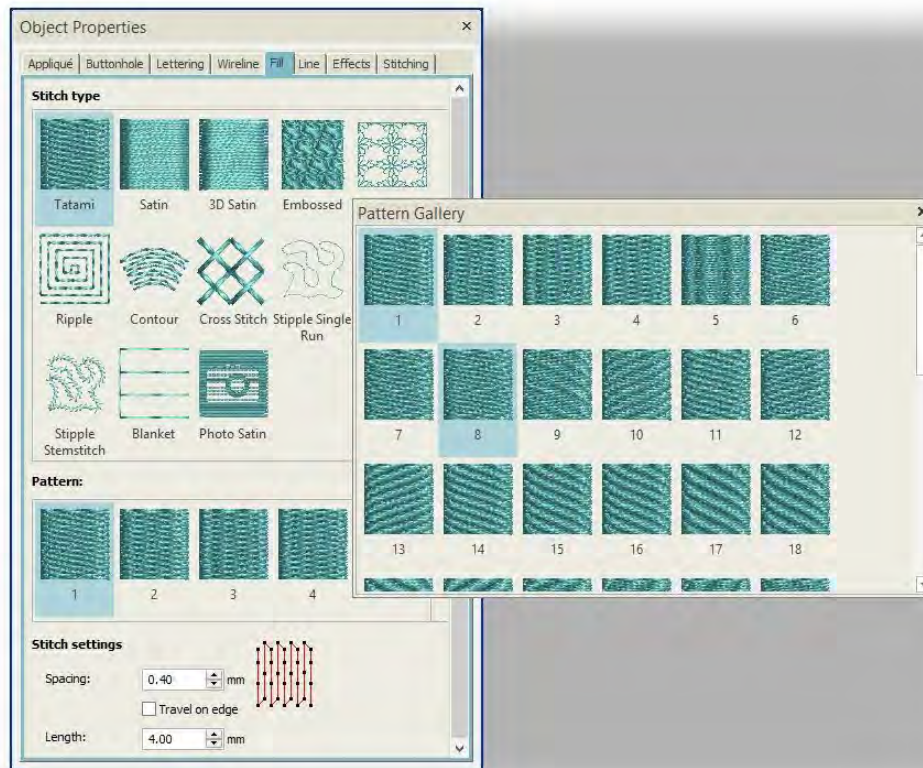 Object Properties
Appliqué Buttonhole Lettering Wireline Fill Line Effects Stitching
Stitch type
Tatami Satin 3D Satin Embossed
Ripple Contour Cross Stitch Stipple Single Run
Stipple Stemstitch Blanket Photo Satin
Pattern:
1 2 3 4
Stitch settings
Spacing: 0.40 mm
Travel on edge
Length: 4.00 mm
Pattern Gallery
1 2 3 4 5 6
7 8 9 10 11 12
13 14 15 16 17 18